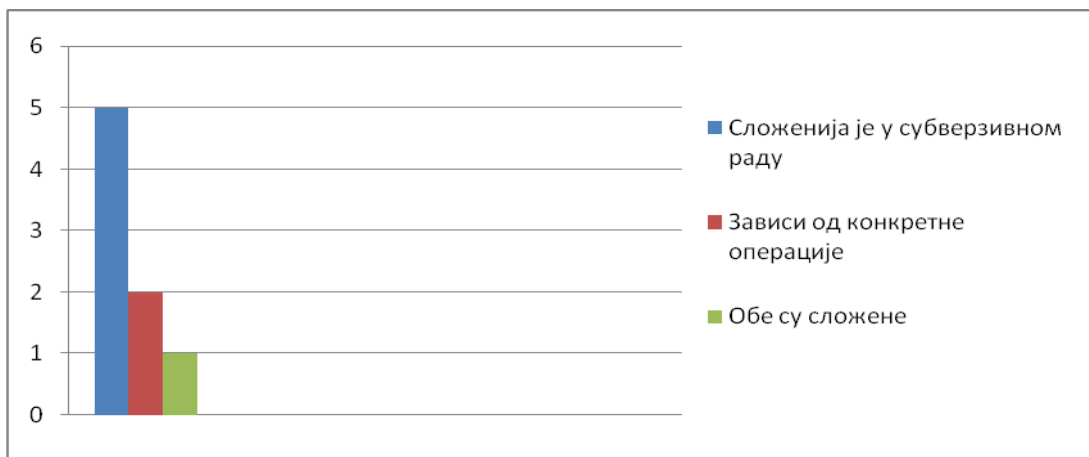 6
5
4
3
2
1
0
Сложенија је у субверзивном
раду
Зависи од конкретне
операције
Обе су сложене